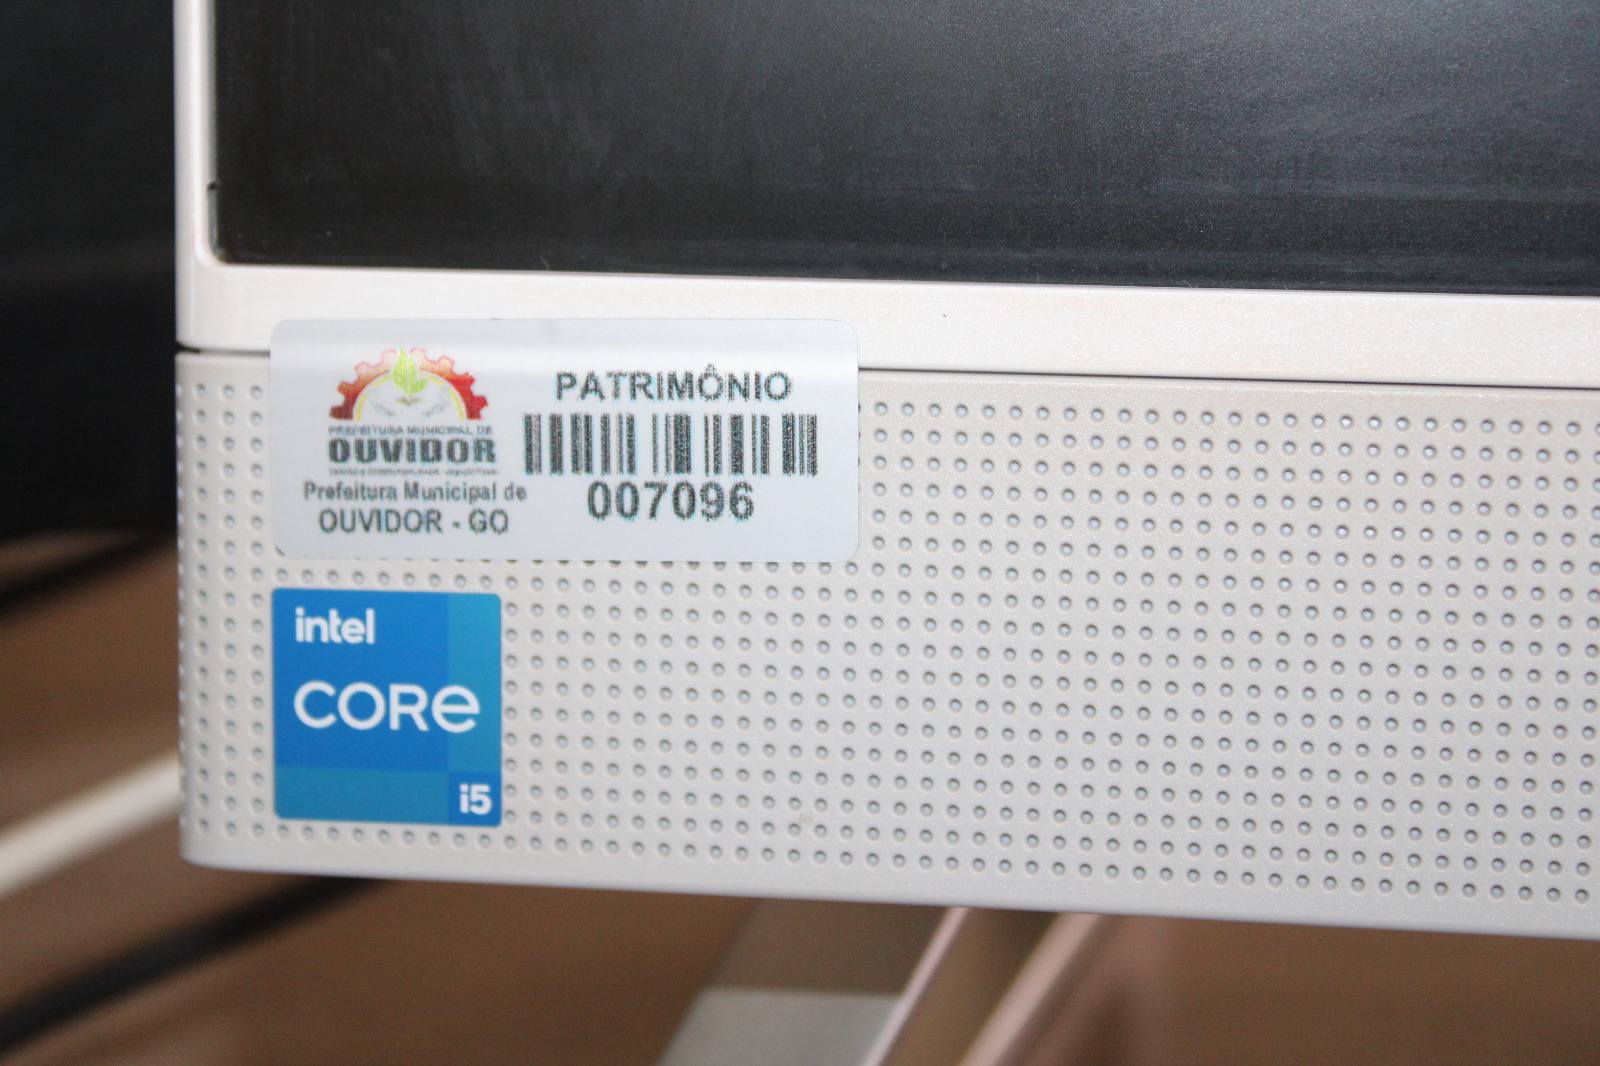 PATRIMÔNIO
PREFEITURA MUNICIPAL DE
OUVIDOR
Prefeitura Municipal de
OUVIDOR - GO
007096
intel
CORE
i5